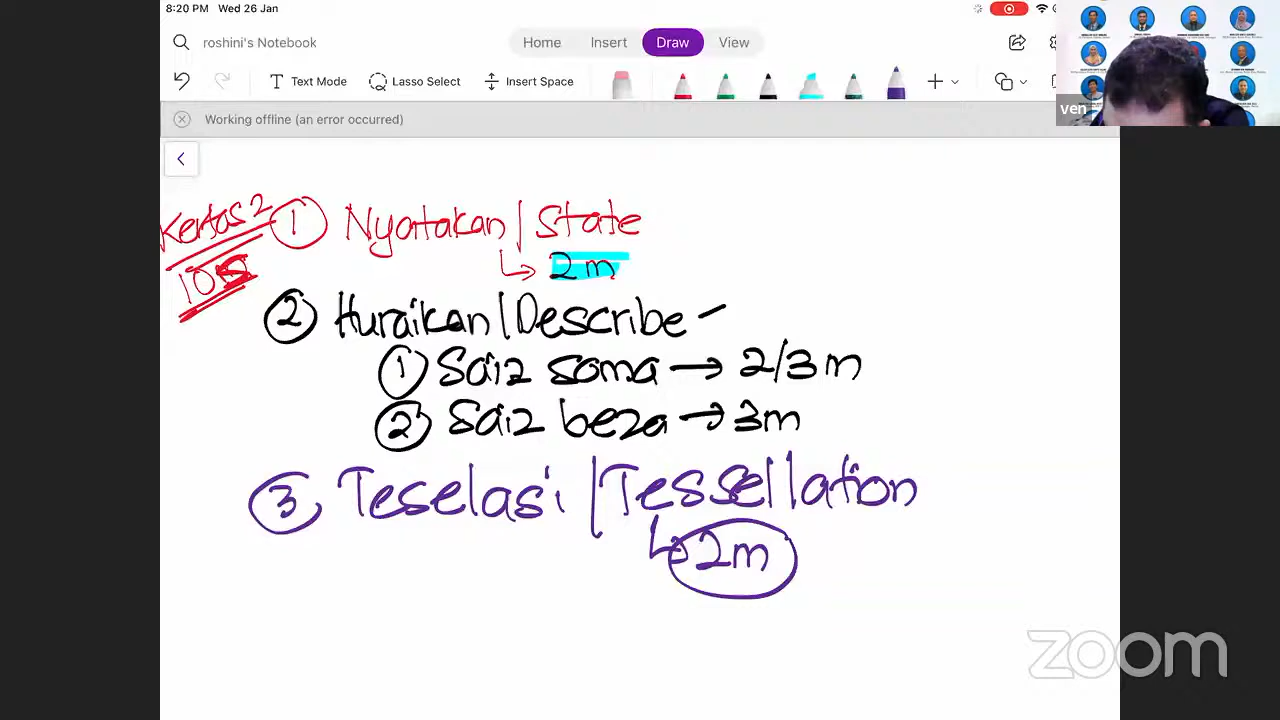 8:20 PM Wed 26 Jan
roshini's Notebook
Home Insert Draw View
Text Mode
Lasso Select
Insert Space
Working offline (an error occurred)
ven
Kertas 2
① Nyatakan / State
↳ 2 m
② Huraikan / Describe
① Saiz sama → 2/3 m
② Saiz beza → 3m
③ Teselasi / Tessellation
↳ 2m
zoom